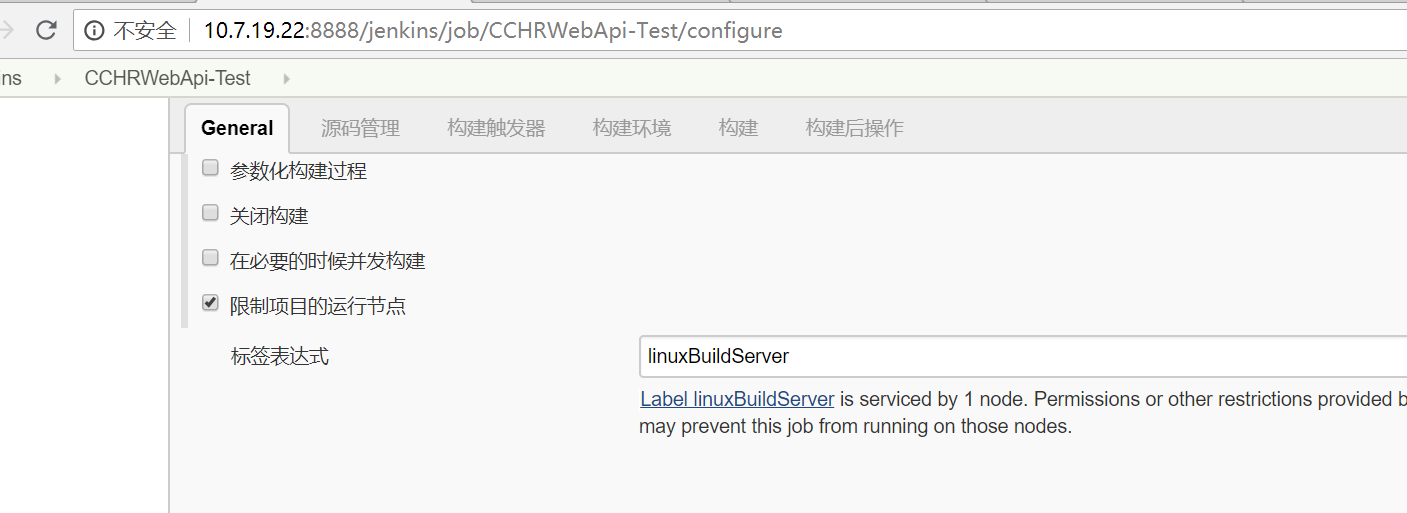 不安全 10.7.19.22:8888/jenkins/job/CCHRWebApi-Test/configure
ins CCHRWebApi-Test
General 源码管理 构建触发器 构建环境 构建 构建后操作
参数化构建过程
关闭构建
在必要的时候并发构建
限制项目的运行节点
标签表达式 linuxBuildServer
Label linuxBuildServer is serviced by 1 node. Permissions or other restrictions provided b
may prevent this job from running on those nodes.